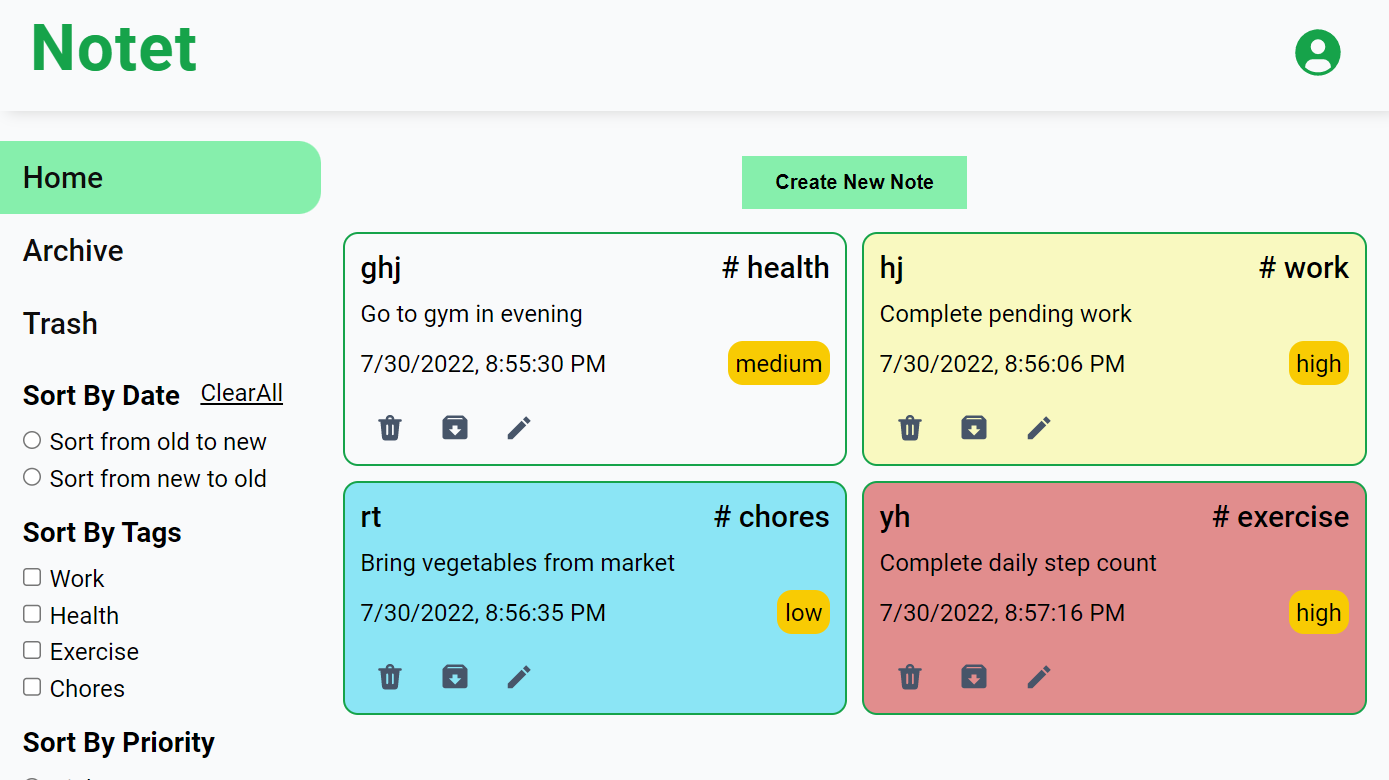 Notet
Home
Archive
Trash
Sort By Date ClearAll
Sort from old to new
Sort from new to old
Sort By Tags
Work
Health
Exercise
Chores
Sort By Priority
Create New Note
ghj # health
Go to gym in evening
7/30/2022, 8:55:30 PM medium
hj # work
Complete pending work
7/30/2022, 8:56:06 PM high
rt # chores
Bring vegetables from market
7/30/2022, 8:56:35 PM low
yh # exercise
Complete daily step count
7/30/2022, 8:57:16 PM high